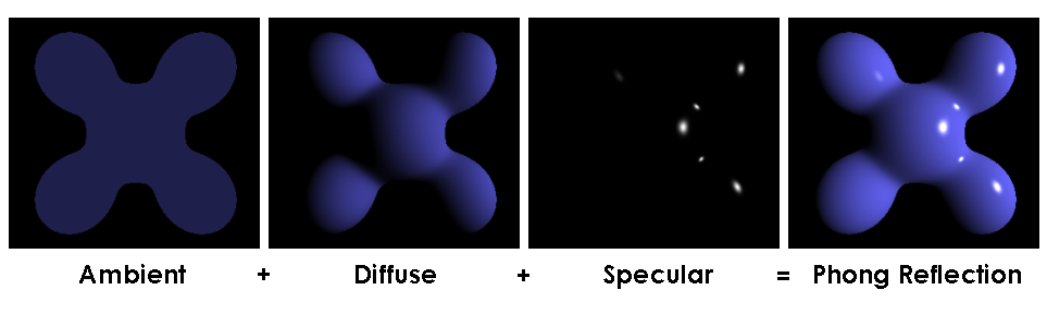 Ambient + Diffuse + Specular = Phong Reflection